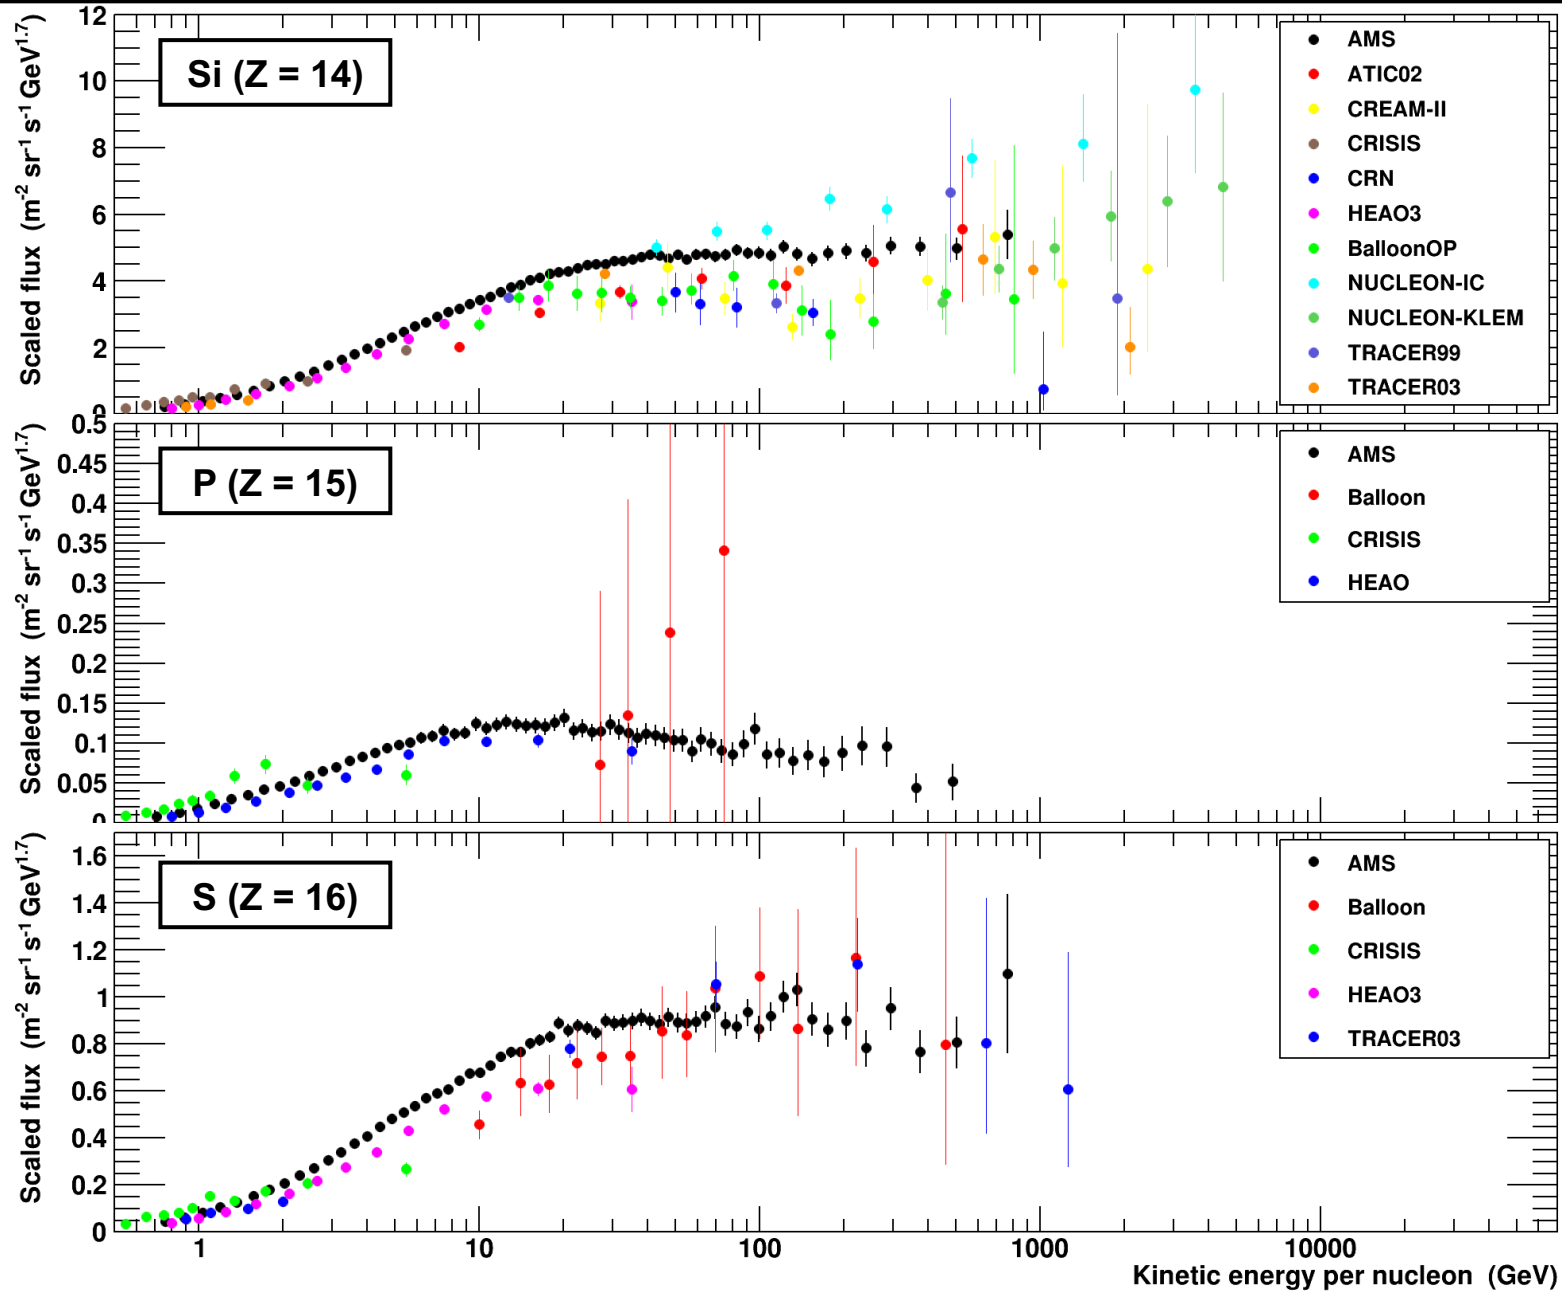 Scaled flux (m⁻² sr⁻¹ s⁻¹ GeV¹·⁷)
12
10
8
6
4
2
0
Si (Z = 14)
AMS
ATIC02
CREAM-II
CRISIS
CRN
HEAO3
BalloonOP
NUCLEON-IC
NUCLEON-KLEM
TRACER99
TRACER03
Scaled flux (m⁻² sr⁻¹ s⁻¹ GeV¹·⁷)
0.5
0.45
0.4
0.35
0.3
0.25
0.2
0.15
0.1
0.05
0
P (Z = 15)
AMS
Balloon
CRISIS
HEAO
Scaled flux (m⁻² sr⁻¹ s⁻¹ GeV¹·⁷)
1.6
1.4
1.2
1
0.8
0.6
0.4
0.2
0
S (Z = 16)
AMS
Balloon
CRISIS
HEAO3
TRACER03
1 10 100 1000 10000
Kinetic energy per nucleon (GeV)